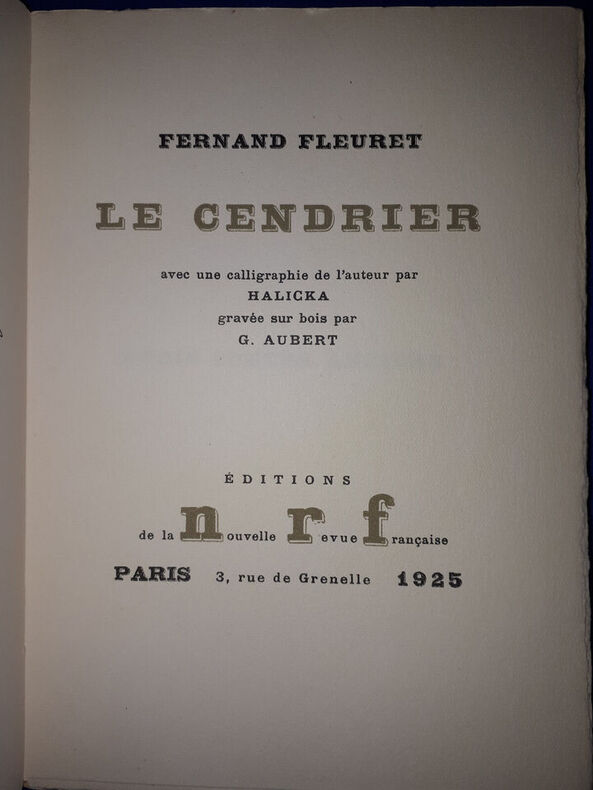 FERNAND FLEURET
LE CENDRIER
avec une calligraphie de l'auteur par
HALICKA
gravée sur bois par
G. AUBERT
ÉDITIONS
de la nouvelle revue française
PARIS 3, rue de Grenelle 1925